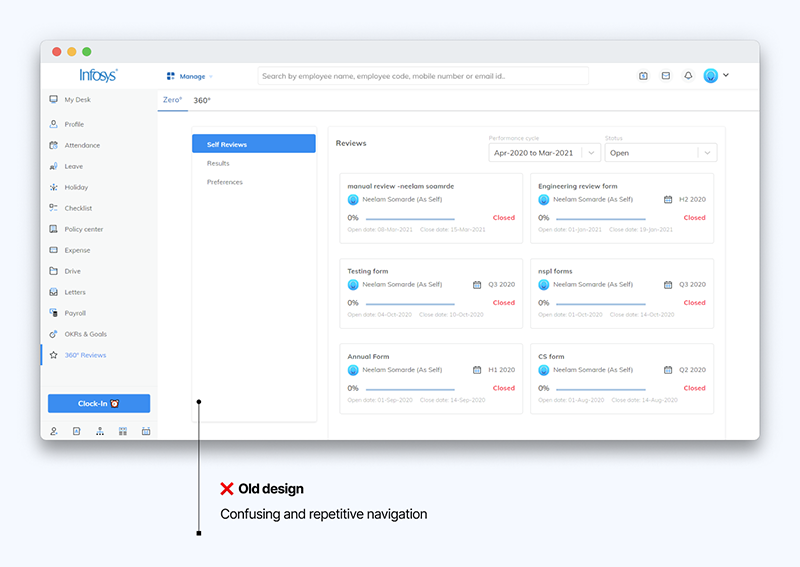 Infosys®
Manage
Search by employee name, employee code, mobile number or email id..
My Desk
Profile
Attendance
Leave
Holiday
Checklist
Policy center
Expense
Drive
Letters
Payroll
OKRs & Goals
360° Reviews
Clock-In
Zero° 360°
Self Reviews
Results
Preferences
Reviews
Performance cycle
Apr-2020 to Mar-2021
Status
Open
manual review -neelam soamrde
Neelam Somarde (As Self)
0% Closed
Open date: 09-Mar-2021 Close date: 15-Mar-2021
Engineering review form
Neelam Somarde (As Self) H2 2020
0% Closed
Open date: 01-Jan-2021 Close date: 19-Jan-2021
Testing form
Neelam Somarde (As Self) Q3 2020
0% Closed
Open date: 04-Oct-2020 Close date: 10-Oct-2020
nspl forms
Neelam Somarde (As Self) Q3 2020
0% Closed
Open date: 01-Oct-2020 Close date: 14-Oct-2020
Annual Form
Neelam Somarde (As Self) H1 2020
0% Closed
Open date: 01-Sep-2020 Close date: 14-Sep-2020
CS form
Neelam Somarde (As Self) Q2 2020
0% Closed
Open date: 01-Aug-2020 Close date: 14-Aug-2020
Old design
Confusing and repetitive navigation